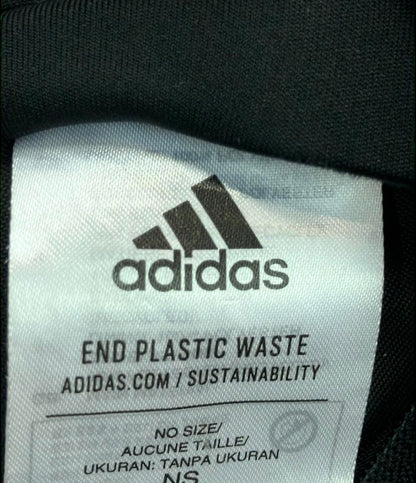 adidas
END PLASTIC WASTE
ADIDAS.COM / SUSTAINABILITY
NO SIZE/
AUCUNE TAILLE/
UKURAN: TANPA UKURAN
NS